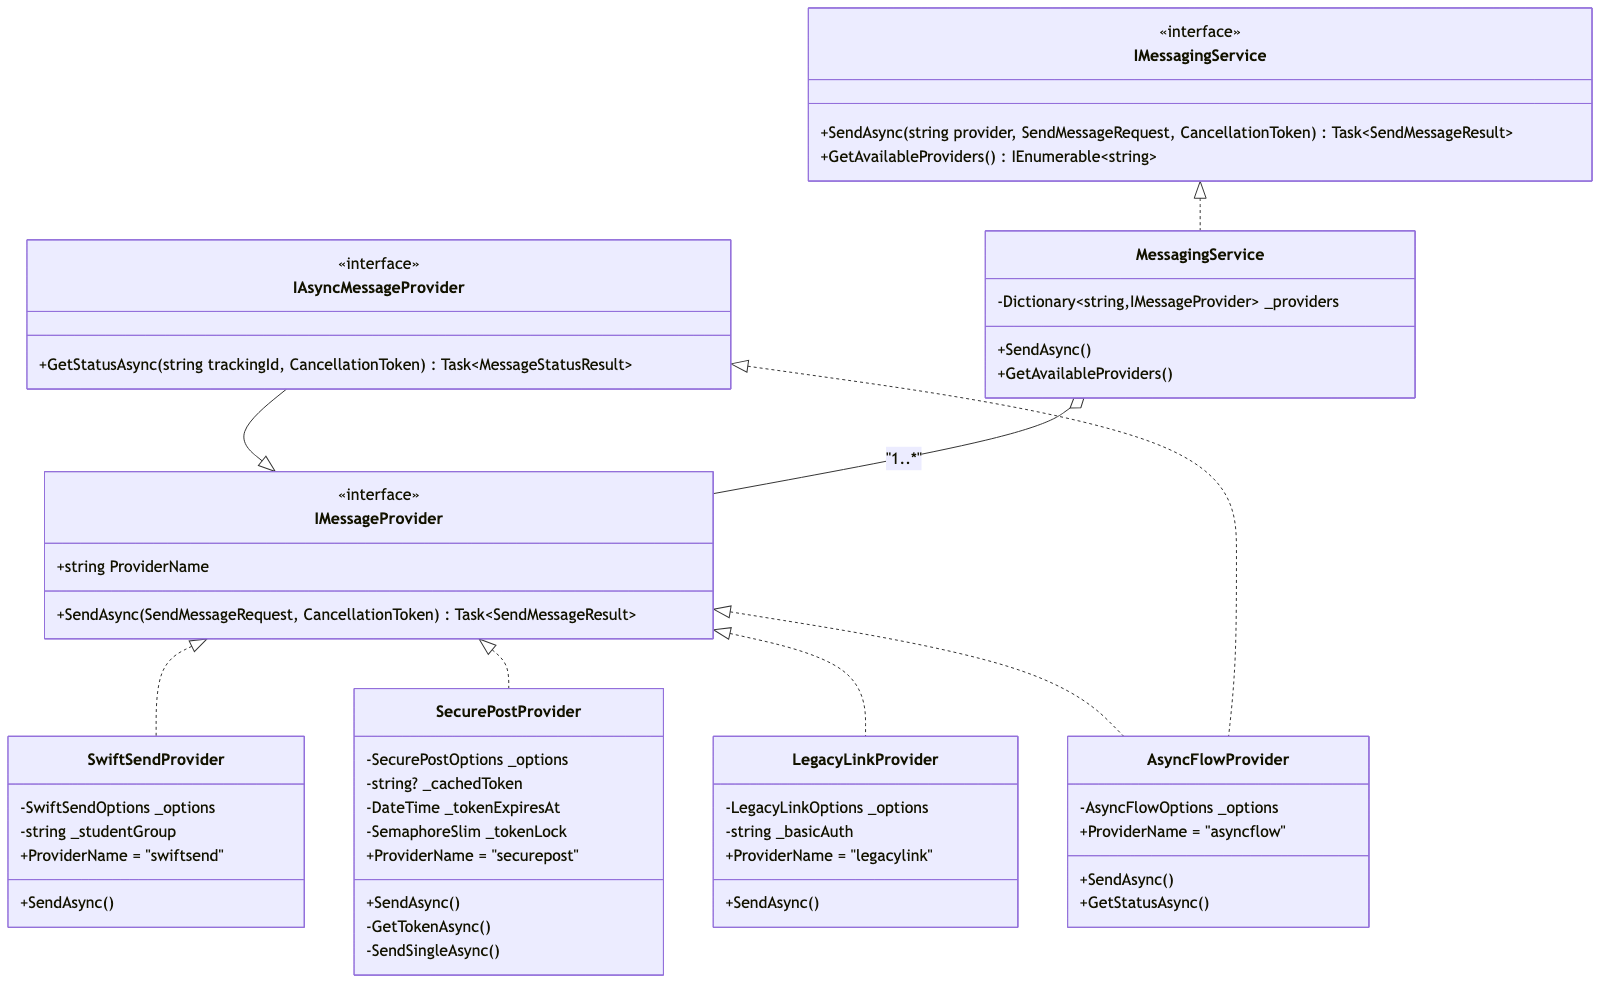 «interface»
IMessagingService
+SendAsync(string provider, SendMessageRequest, CancellationToken) : Task<SendMessageResult>
+GetAvailableProviders() : IEnumerable<string>
«interface»
IAsyncMessageProvider
+GetStatusAsync(string trackingId, CancellationToken) : Task<MessageStatusResult>
MessagingService
-Dictionary<string,IMessageProvider> _providers
+SendAsync()
+GetAvailableProviders()
"1..*"
«interface»
IMessageProvider
+string ProviderName
+SendAsync(SendMessageRequest, CancellationToken) : Task<SendMessageResult>
SwiftSendProvider
-SwiftSendOptions _options
-string _studentGroup
+ProviderName = "swiftsend"
+SendAsync()
SecurePostProvider
-SecurePostOptions _options
-string? _cachedToken
-DateTime _tokenExpiresAt
-SemaphoreSlim _tokenLock
+ProviderName = "securepost"
+SendAsync()
-GetTokenAsync()
-SendSingleAsync()
LegacyLinkProvider
-LegacyLinkOptions _options
-string _basicAuth
+ProviderName = "legacylink"
+SendAsync()
AsyncFlowProvider
-AsyncFlowOptions _options
+ProviderName = "asyncflow"
+SendAsync()
+GetStatusAsync()